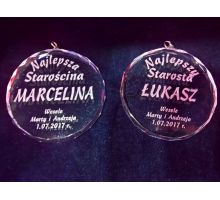 Najlepsza
Starościna
MARCELINA
Wesele
Marty i Andrzeja
1.07.2017 r.
Najlepszy
Starosta
ŁUKASZ
Wesele
Marty i Andrzeja
1.07.2017 r.